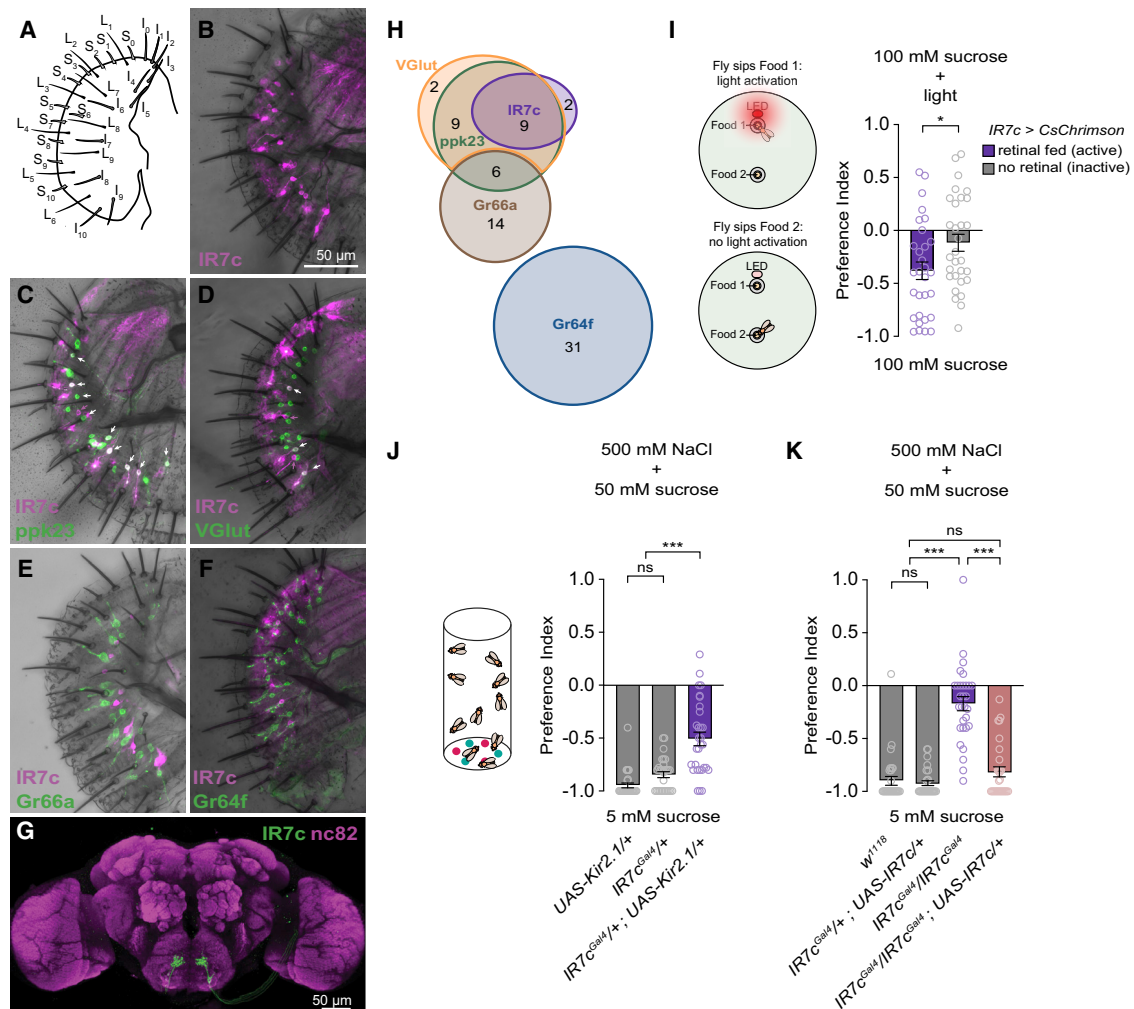 A
L1
I0
I1
I2
I3
S0
S1
S2
L2
S3
S4
L3
I4
L7
S5
S6
I6
I5
L4
L8
S8
I7
L9
S9
L5
I8
S10
I9
L6
I10
B
IR7c
50 µm
C
IR7c
ppk23
D
IR7c
VGlut
E
IR7c
Gr66a
F
IR7c
Gr64f
G
IR7c nc82
50 µm
H
VGlut
2
IR7c
2
9
9
ppk23
6
Gr66a
14
Gr64f
31
I
Fly sips Food 1:
light activation
LED
Food 1
Food 2
Fly sips Food 2:
no light activation
LED
Food 1
Food 2
100 mM sucrose
+
light
*
IR7c > CsChrimson
retinal fed (active)
no retinal (inactive)
Preference Index
1.0
0.5
0
-0.5
-1.0
100 mM sucrose
J
500 mM NaCl
+
50 mM sucrose
***
ns
Preference Index
1.0
0.5
0
-0.5
-1.0
5 mM sucrose
UAS-Kir2.1/+
IR7cGal4/+
IR7cGal4/+ ; UAS-Kir2.1/+
K
500 mM NaCl
+
50 mM sucrose
ns
*** ***
ns
Preference Index
1.0
0.5
0
-0.5
-1.0
5 mM sucrose
w1118
IR7cGal4/+ ; UAS-IR7c/+
IR7cGal4/IR7cGal4
IR7cGal4/IR7cGal4 ; UAS-IR7c/+